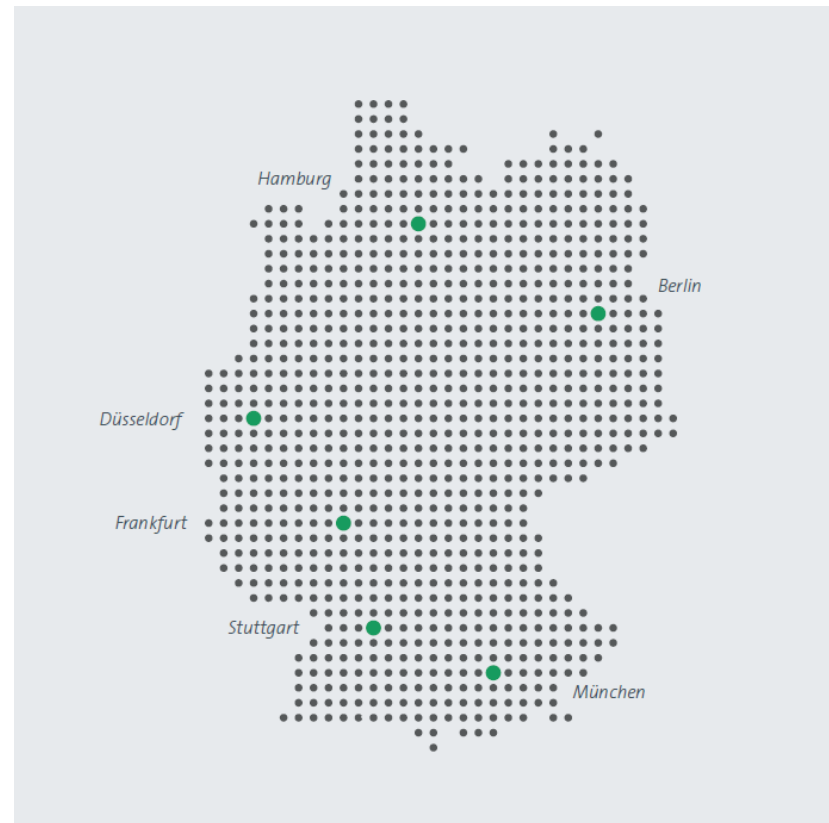 Hamburg
Berlin
Düsseldorf
Frankfurt
Stuttgart
München